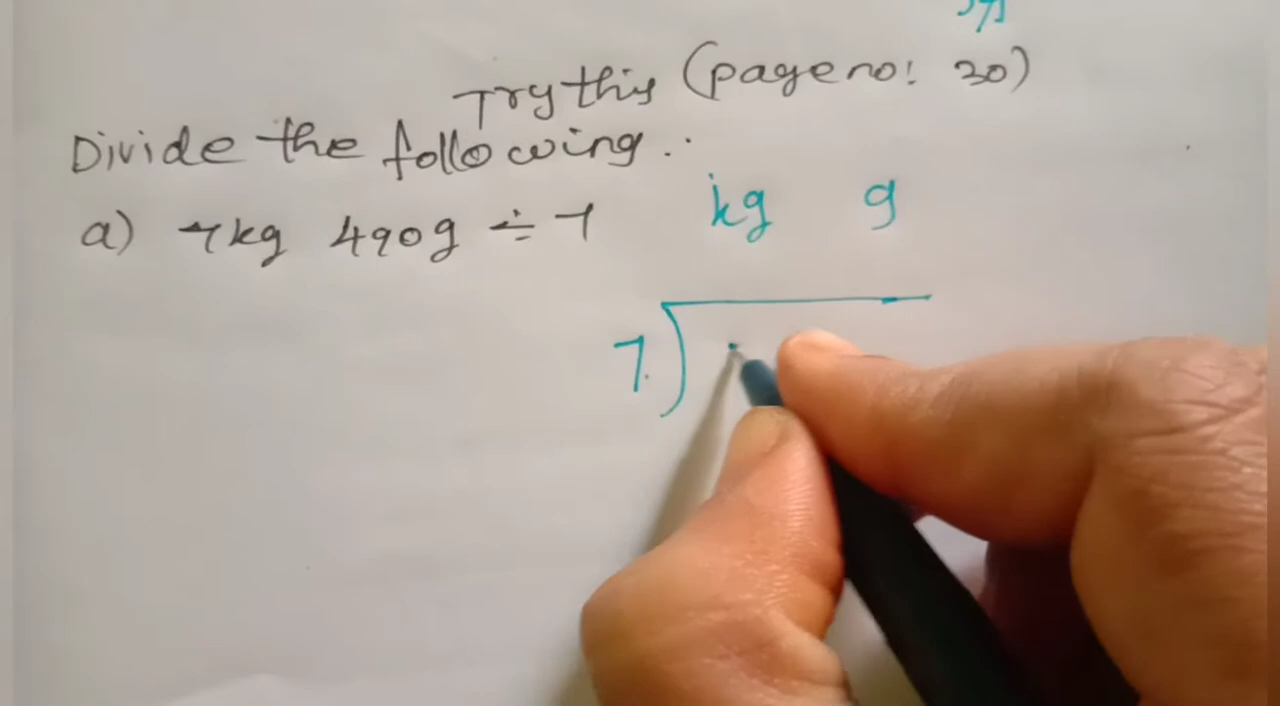 Try this (page no: 30)
Divide the following:
a) 7kg 490g ÷ 7
kg g
7